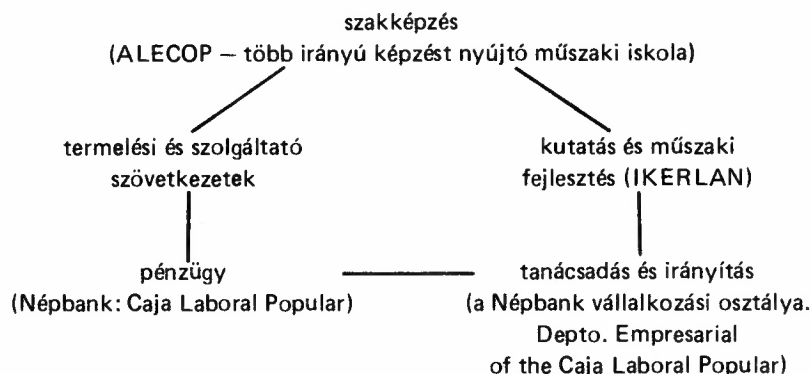 szakképzés
(ALECOP — több irányú képzést nyújtó műszaki iskola)
termelési és szolgáltató
szövetkezetek
kutatás és műszaki
fejlesztés (IKERLAN)
pénzügy
(Népbank: Caja Laboral Popular)
tanácsadás és irányítás
(a Népbank vállalkozási osztálya.
Depto. Empresarial
of the Caja Laboral Popular)